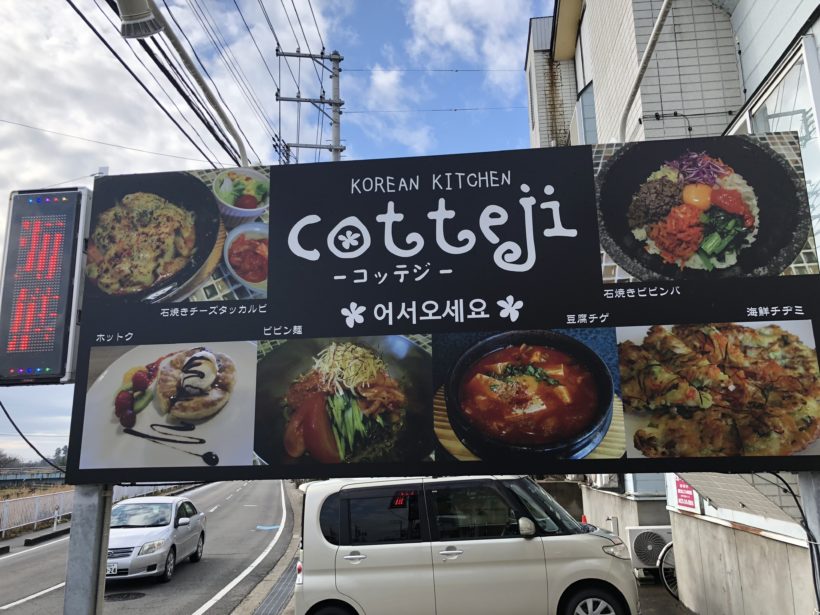 KOREAN KITCHEN
cotteji
-コッテジ-
어서오세요
石焼きチーズタッカルビ
石焼きビビンバ
ホットク
ビビン麺
豆腐チゲ
海鮮チヂミ